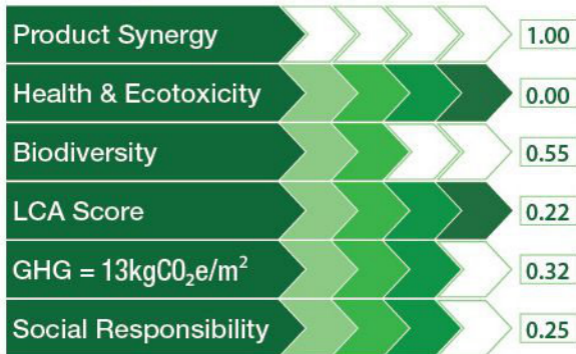 Product Synergy 1.00
Health & Ecotoxicity 0.00
Biodiversity 0.55
LCA Score 0.22
GHG = 13kgCO₂e/m² 0.32
Social Responsibility 0.25